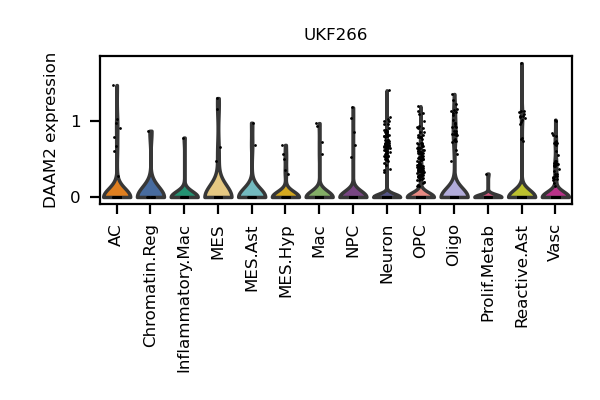 UKF266
DAAM2 expression
1
0
AC
Chromatin.Reg
Inflammatory.Mac
MES
MES.Ast
MES.Hyp
Mac
NPC
Neuron
OPC
Oligo
Prolif.Metab
Reactive.Ast
Vasc